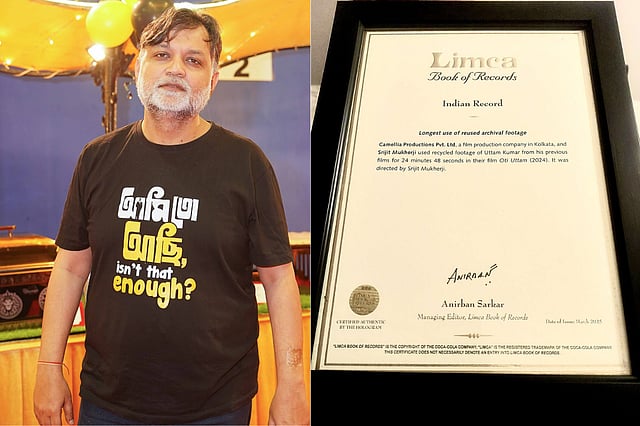 2
আমি তো
আছি,
isn't that
enough?
Limca
Book of Records
Indian Record
Longest use of reused archival footage
Camellia Productions Pvt. Ltd, a film production company in Kolkata, and
Srijit Mukherji used recycled footage of Uttam Kumar from his previous
films for 24 minutes 48 seconds in their film Oti Uttam (2024). It was
directed by Srijit Mukherji.
ANIRBAN
Anirban Sarkar
Managing Editor, Limca Book of Records
CERTIFIED AUTHENTIC
BY THE HOLOGRAM
Date of Issue: March 2025
"LIMCA BOOK OF RECORDS" IS THE COPYRIGHT OF THE COCA-COLA COMPANY. "LIMCA" IS THE REGISTERED TRADEMARK OF THE COCA-COLA COMPANY.
THIS CERTIFICATE DOES NOT NECESSARILY DENOTE AN ENTRY INTO LIMCA BOOK OF RECORDS.